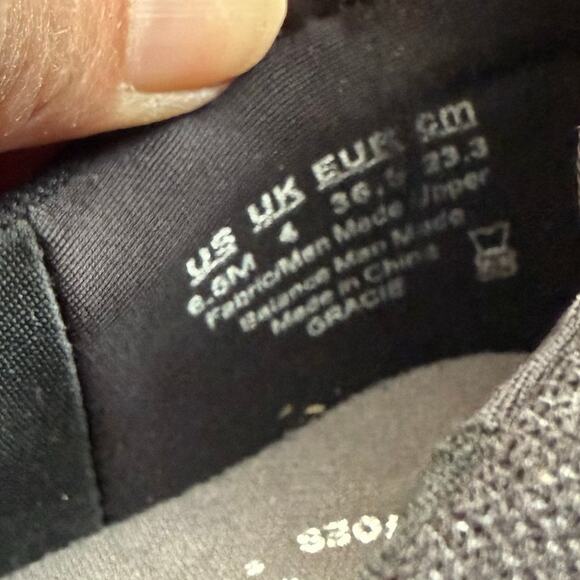 US UK EUR cm
6.5M 4 36.5 23.3
Fabric/Man Made Upper
Balance Man Made
Made in China
GRACIE